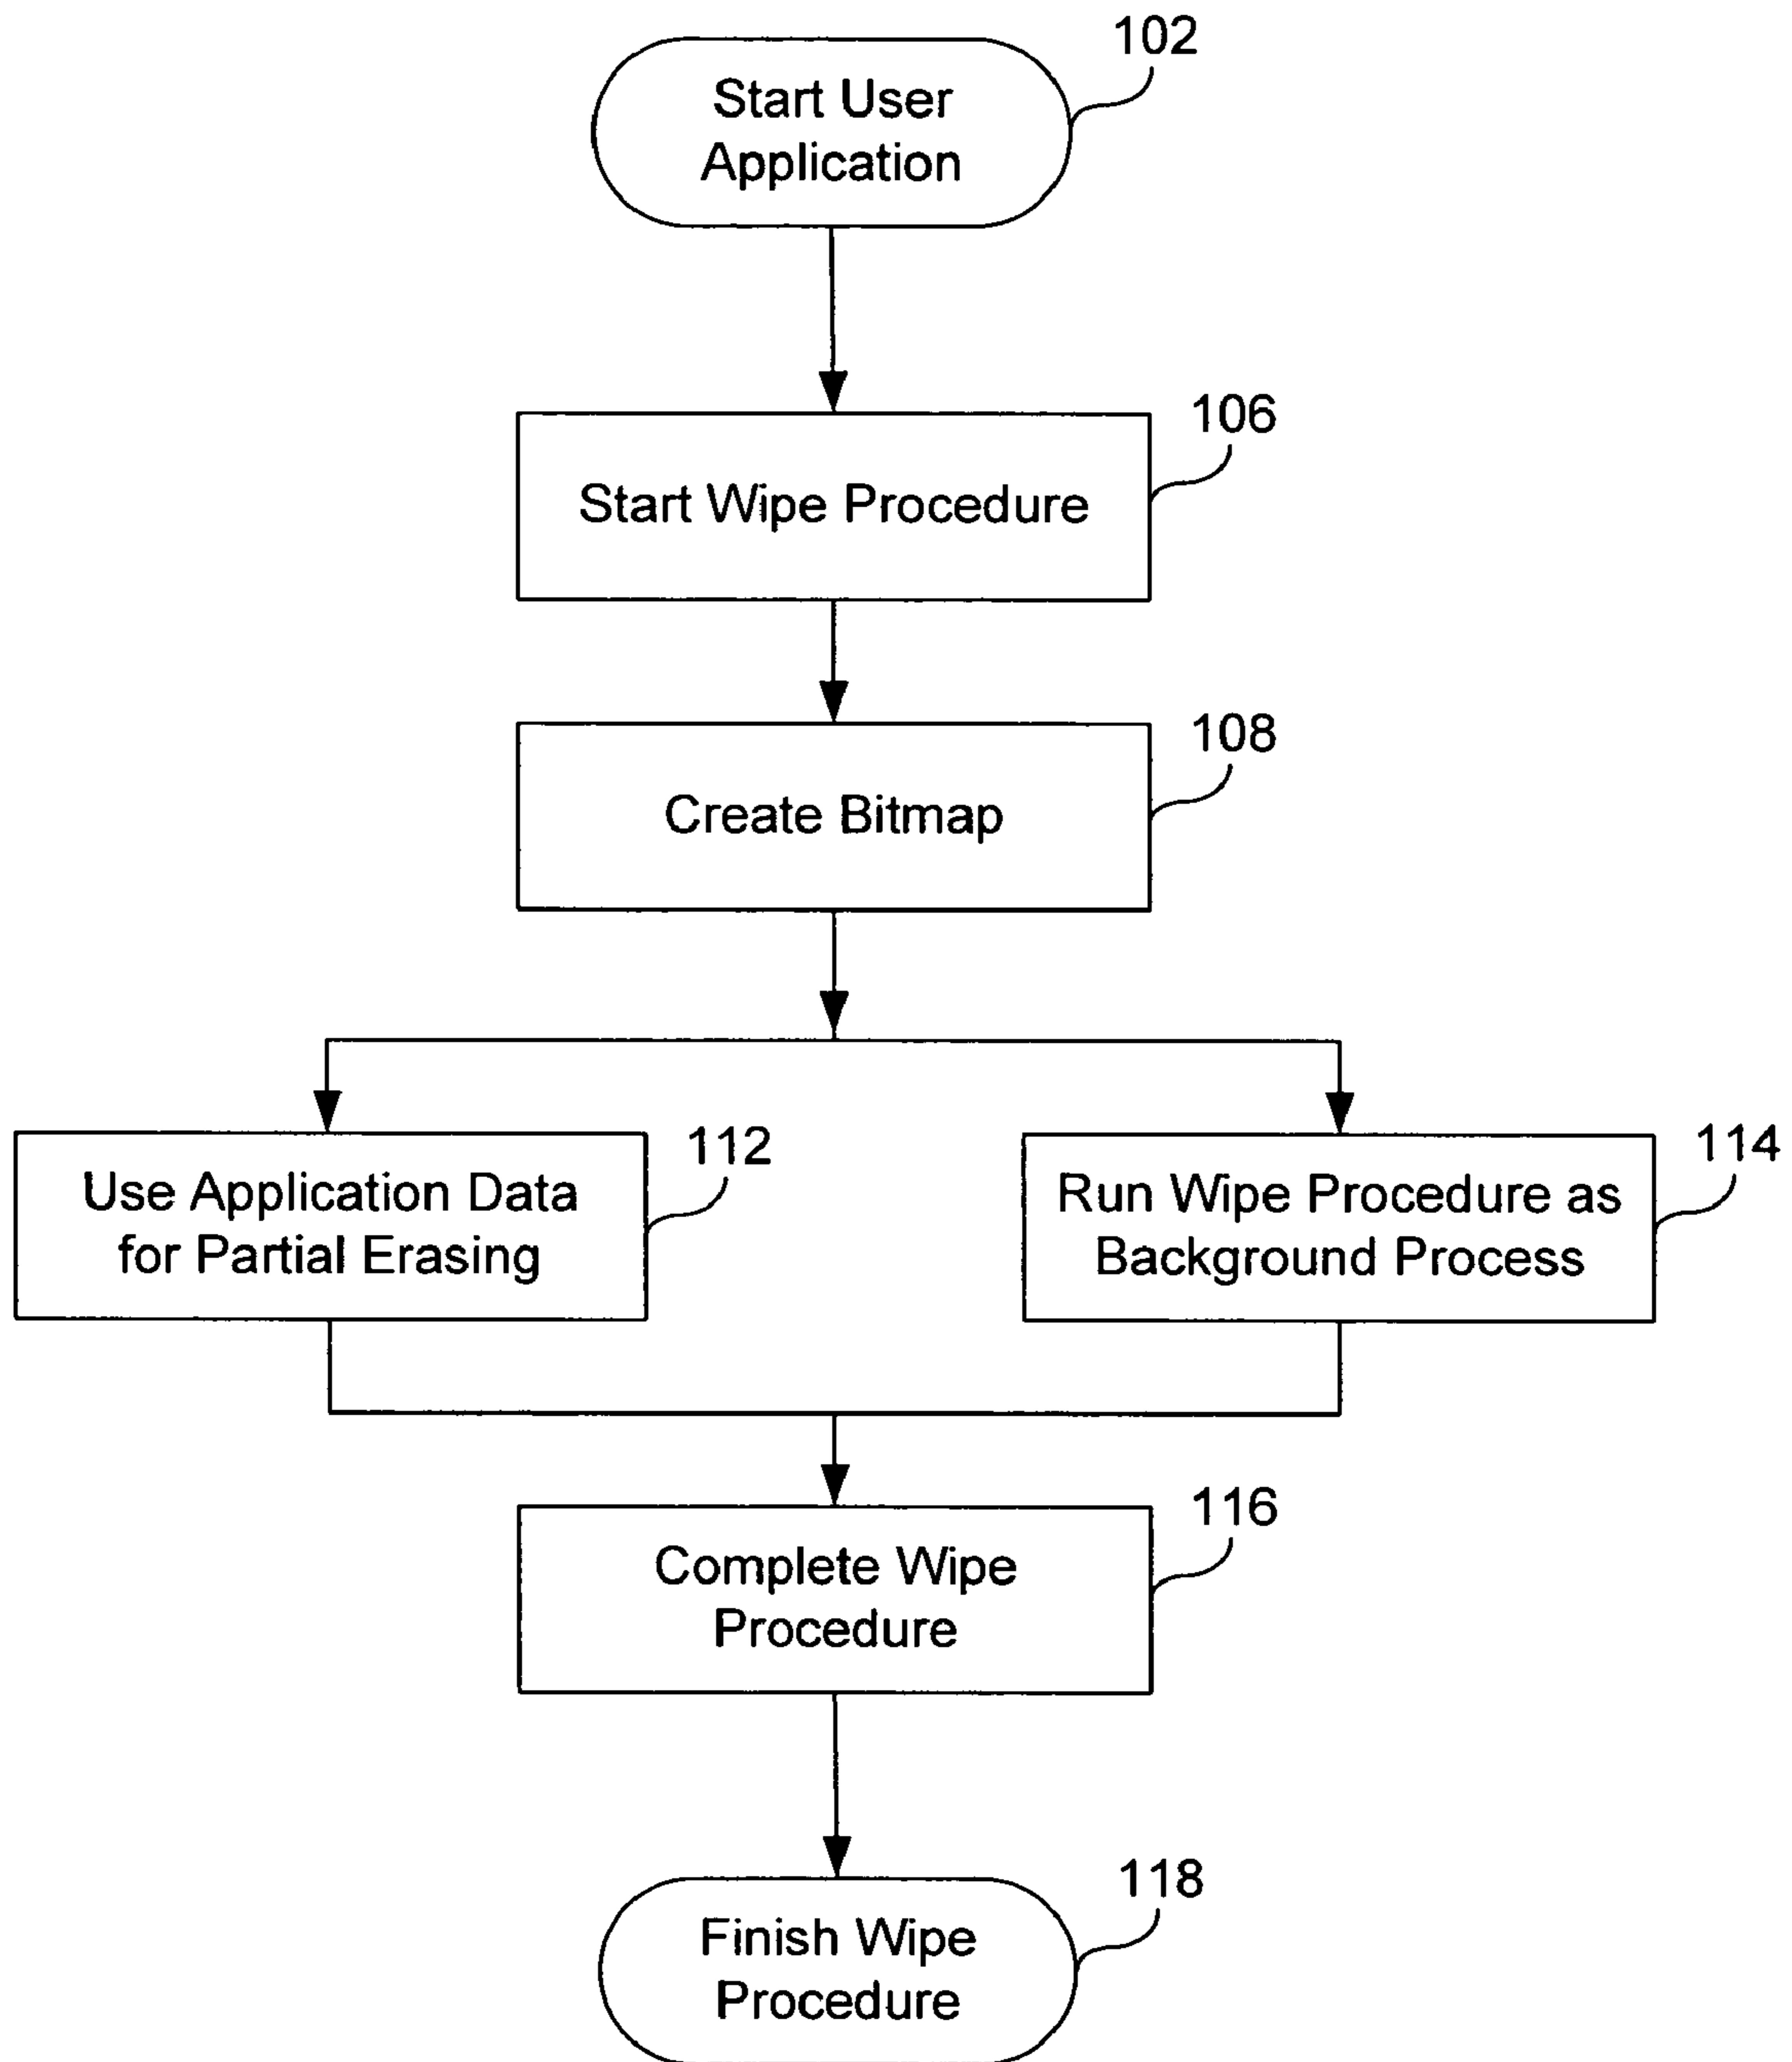 102
Start User
Application
106
Start Wipe Procedure
108
Create Bitmap
112
Use Application Data
for Partial Erasing
114
Run Wipe Procedure as
Background Process
116
Complete Wipe
Procedure
118
Finish Wipe
Procedure